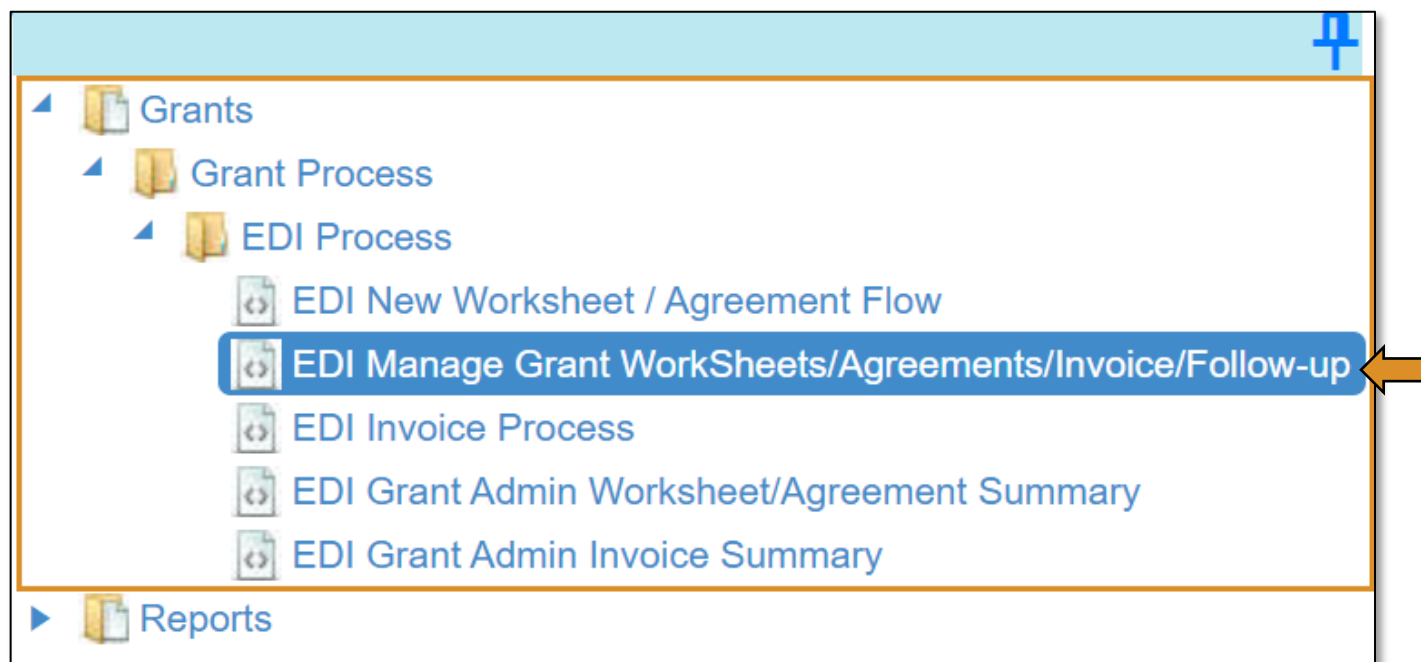 Grants
Grant Process
EDI Process
EDI New Worksheet / Agreement Flow
EDI Manage Grant WorkSheets/Agreements/Invoice/Follow-up
EDI Invoice Process
EDI Grant Admin Worksheet/Agreement Summary
EDI Grant Admin Invoice Summary
Reports